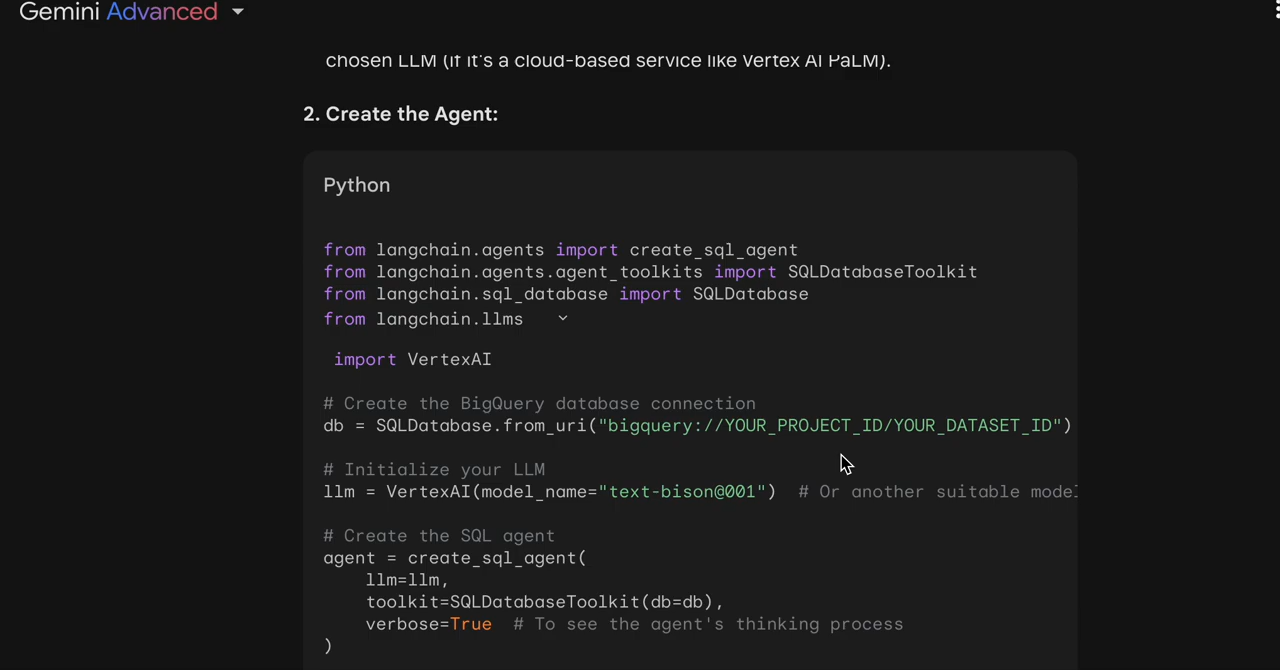 Gemini Advanced
chosen LLM (if it's a cloud-based service like Vertex AI PaLM).
2. Create the Agent:
Python
from langchain.agents import create_sql_agent
from langchain.agents.agent_toolkits import SQLDatabaseToolkit
from langchain.sql_database import SQLDatabase
from langchain.llms
import VertexAI
# Create the BigQuery database connection
db = SQLDatabase.from_uri("bigquery://YOUR_PROJECT_ID/YOUR_DATASET_ID")
# Initialize your LLM
llm = VertexAI(model_name="text-bison@001")  # Or another suitable model
# Create the SQL agent
agent = create_sql_agent(
    llm=llm,
    toolkit=SQLDatabaseToolkit(db=db),
    verbose=True  # To see the agent's thinking process
)